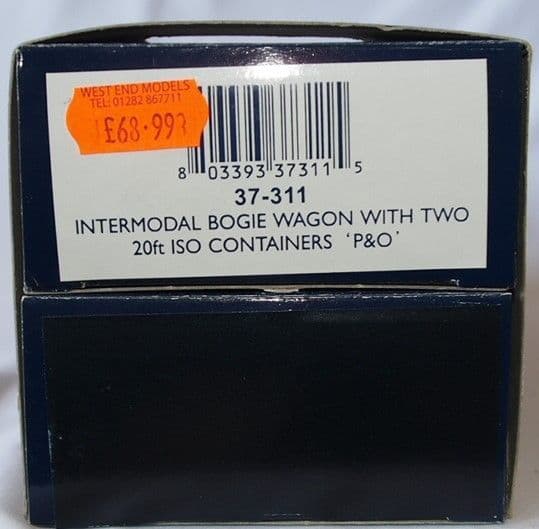 WEST END MODELS
TEL: 01282 867711
£68.99
8 03393 37311 5
37-311
INTERMODAL BOGIE WAGON WITH TWO
20ft ISO CONTAINERS ‘P&O’